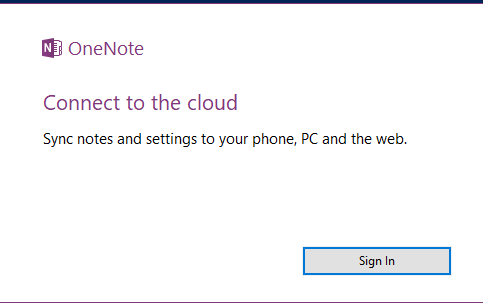 N OneNote
Connect to the cloud
Sync notes and settings to your phone, PC and the web.
Sign In